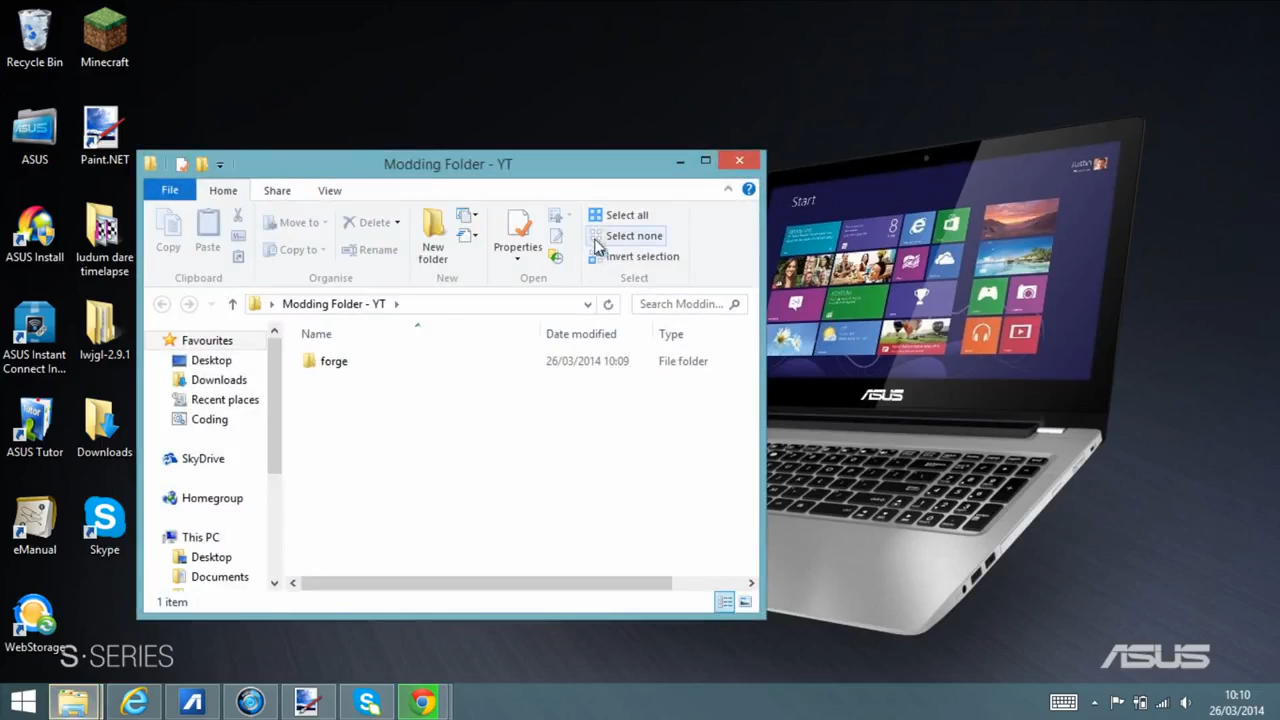 Recycle Bin
Minecraft
ASUS
ASUS
Paint.NET
ASUS Install
ludum dare
timelapse
ASUS Instant
Connect In...
lwjgl-2.9.1
Tutor
ASUS Tutor
Downloads
eManual
Skype
WebStorage
S·SERIES
Modding Folder - YT
File
Home
Share
View
Copy
Paste
Clipboard
Move to
Copy to
Delete
Rename
Organise
New
folder
New
Properties
Open
Select all
Select none
Invert selection
Select
Modding Folder - YT
Search Moddin...
Favourites
Desktop
Downloads
Recent places
Coding
SkyDrive
Homegroup
This PC
Desktop
Documents
Name
Date modified
Type
forge
26/03/2014 10:09
File folder
1 item
Start
ASUS
ASUS
10:10
26/03/2014